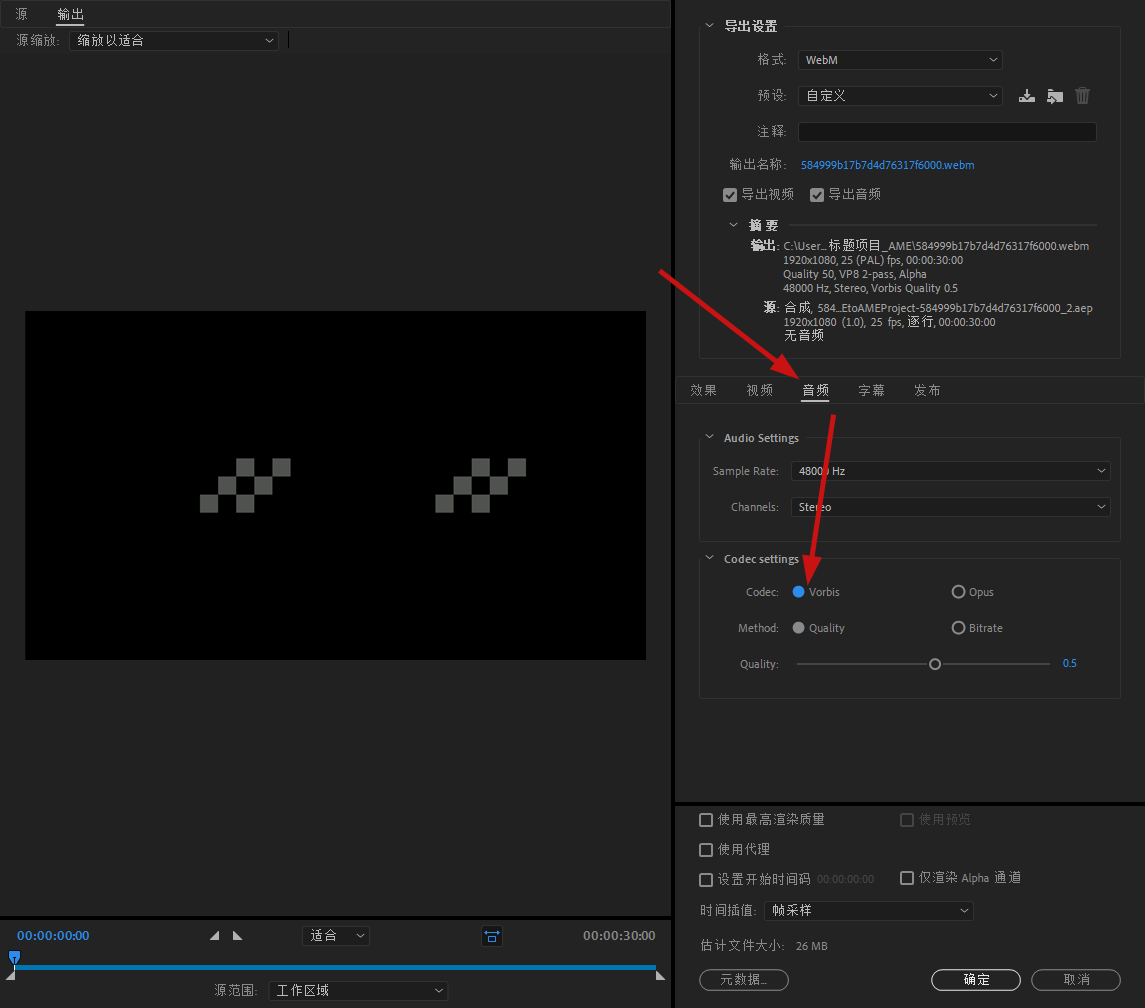 源 输出
源缩放: 缩放以适合
00:00:00:00 适合 00:00:30:00
源范围: 工作区域
导出设置
格式: WebM
预设: 自定义
注释:
输出名称: 584999b17b7d4d76317f6000.webm
导出视频 导出音频
摘要
输出: C:\User...标题项目_AME\584999b17b7d4d76317f6000.webm
1920x1080, 25 (PAL) fps, 00:00:30:00
Quality 50, VP8 2-pass, Alpha
48000 Hz, Stereo, Vorbis Quality 0.5
源: 合成, 584...EtoAMEProject-584999b17b7d4d76317f6000_2.aep
1920x1080 (1.0), 25 fps, 逐行, 00:00:30:00
无音频
效果 视频 音频 字幕 发布
Audio Settings
Sample Rate: 48000 Hz
Channels: Stereo
Codec settings
Codec: Vorbis Opus
Method: Quality Bitrate
Quality: 0.5
使用最高渲染质量 使用预览
使用代理
设置开始时间码 00:00:00:00 仅渲染 Alpha 通道
时间插值: 帧采样
估计文件大小: 26 MB
元数据... 确定 取消